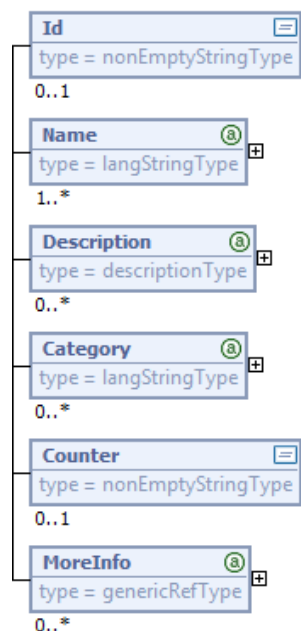 Id
type = nonEmptyStringType
0..1
Name
a
type = langStringType
1..*
Description
a
type = descriptionType
0..*
Category
a
type = langStringType
0..*
Counter
type = nonEmptyStringType
0..1
MoreInfo
a
type = genericRefType
0..*